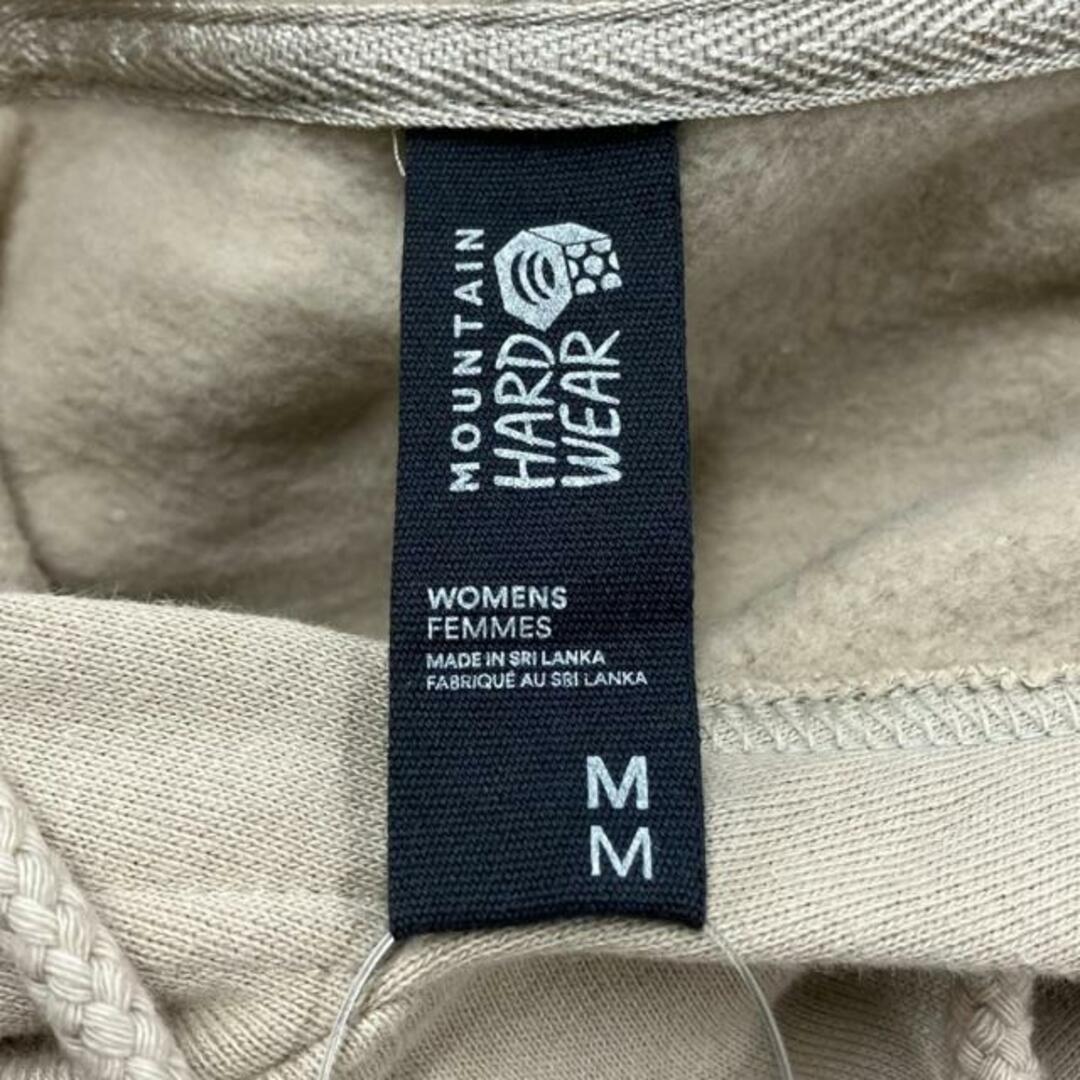 MOUNTAIN
HARD
WEAR
WOMENS
FEMMES
MADE IN SRI LANKA
FABRIQUÉ AU SRI LANKA
M
M